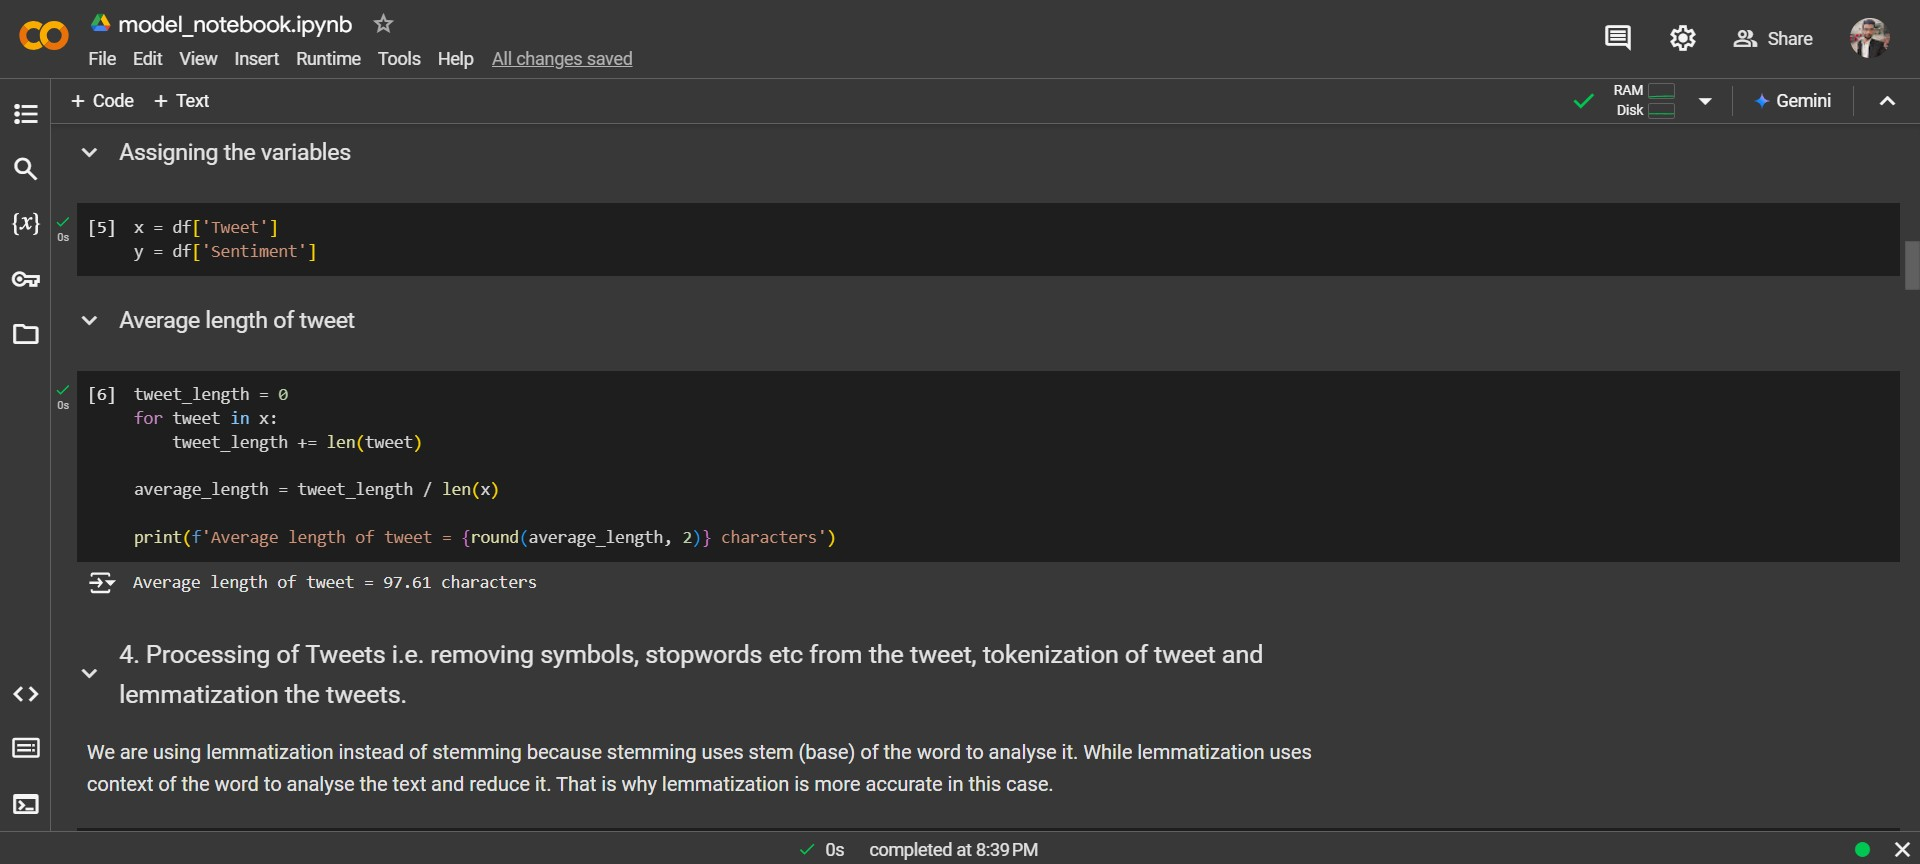 model_notebook.ipynb
File Edit View Insert Runtime Tools Help All changes saved
Share
+ Code + Text
RAM
Disk
Gemini
Assigning the variables
[5] x = df['Tweet']
y = df['Sentiment']
0s
Average length of tweet
[6] tweet_length = 0
0s
for tweet in x:
tweet_length += len(tweet)
average_length = tweet_length / len(x)
print(f'Average length of tweet = {round(average_length, 2)} characters')
Average length of tweet = 97.61 characters
4. Processing of Tweets i.e. removing symbols, stopwords etc from the tweet, tokenization of tweet and
lemmatization the tweets.
We are using lemmatization instead of stemming because stemming uses stem (base) of the word to analyse it. While lemmatization uses
context of the word to analyse the text and reduce it. That is why lemmatization is more accurate in this case.
0s completed at 8:39 PM